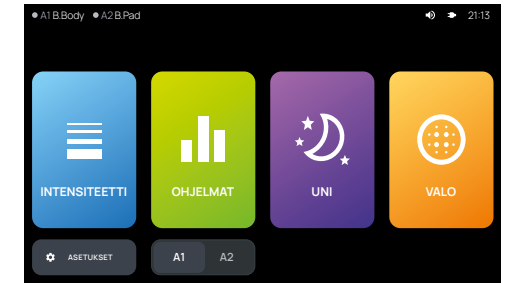 A1 B.Body A2 B.Pad 21:13
INTENSITEETTI OHJELMAT UNI VALO
ASETUKSET A1 A2